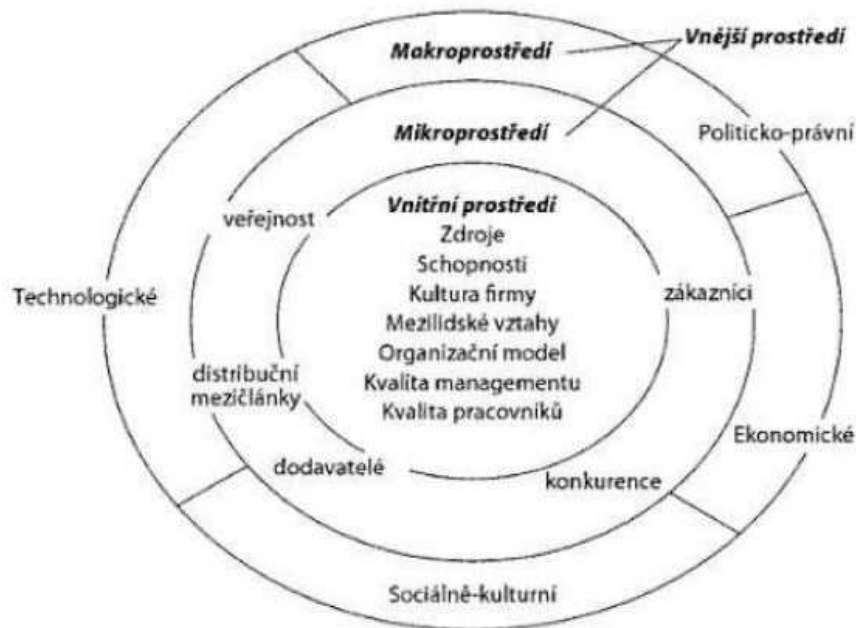 Makroprostředí
Vnější prostředí
Mikroprostředí
Politicko-právní
Vnitřní prostředí
veřejnost
Zdroje
Schopnosti
Technologické
Kultura firmy
zákazníci
Mezilidské vztahy
Organizační model
distribuční
mezičlánky
Kvalita managementu
Kvalita pracovníků
Ekonomické
dodavatelé
konkurence
Sociálně-kulturní